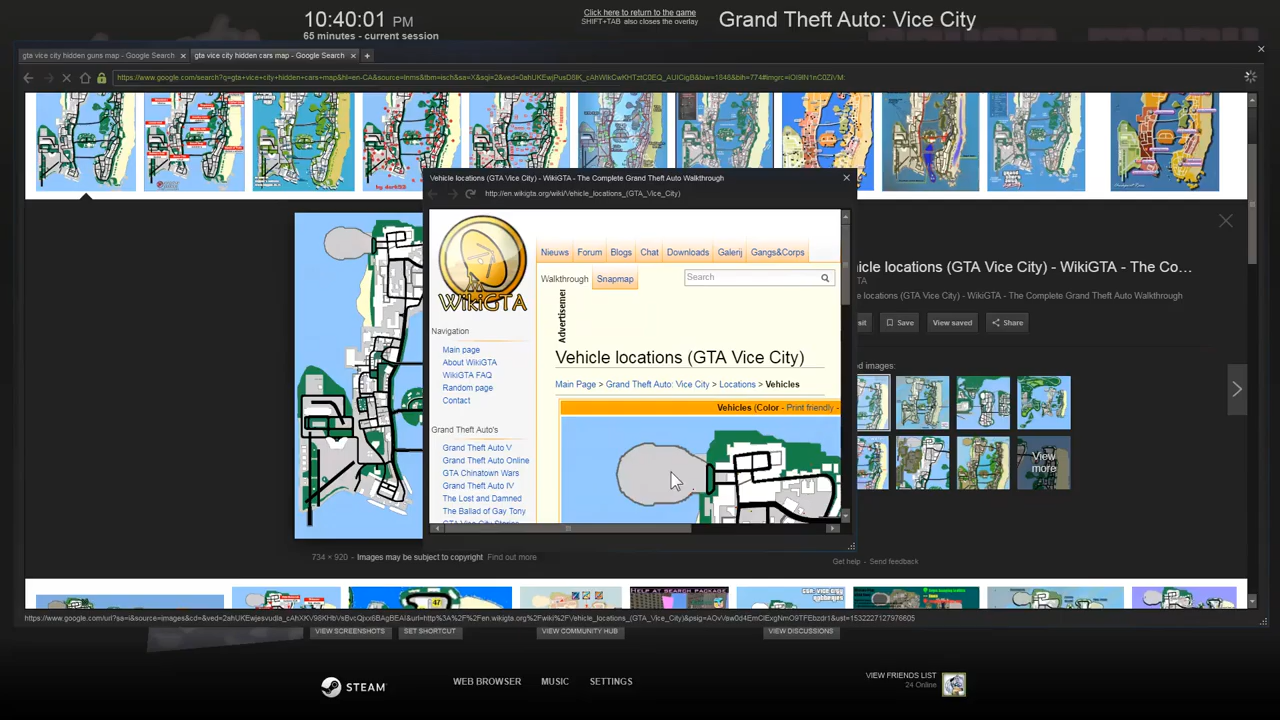 10:40:01 PM
65 minutes - current session
Click here to return to the game
SHIFT+TAB also closes the overlay
Grand Theft Auto: Vice City
gta vice city hidden guns map - Google Search
gta vice city hidden cars map - Google Search
Vehicle locations (GTA Vice City) - WikiGTA - The Complete Grand Theft Auto Walkthrough
http://en.wikigta.org/wiki/Vehicle_locations_(GTA_Vice_City)
WikiGTA
Nieuws Forum Blogs Chat Downloads Galerij Gangs&Corps
Walkthrough Snapmap Search
Advertisemen
Navigation
Main page
About WikiGTA
WikiGTA FAQ
Random page
Contact
Grand Theft Auto's
Grand Theft Auto V
Grand Theft Auto Online
GTA Chinatown Wars
Grand Theft Auto IV
The Lost and Damned
The Ballad of Gay Tony
GTA Vice City Stories
Vehicle locations (GTA Vice City)
Main Page > Grand Theft Auto: Vice City > Locations > Vehicles
Vehicles (Color - Print friendly -
icle locations (GTA Vice City) - WikiGTA - The Co...
TA
e locations (GTA Vice City) - WikiGTA - The Complete Grand Theft Auto Walkthrough
sit Save View saved Share
d images:
View more
734 × 920 - Images may be subject to copyright Find out more
Get help - Send feedback
VIEW SCREENSHOTS SET SHORTCUT VIEW COMMUNITY HUB VIEW DISCUSSIONS
STEAM
WEB BROWSER MUSIC SETTINGS
VIEW FRIENDS LIST
24 Online